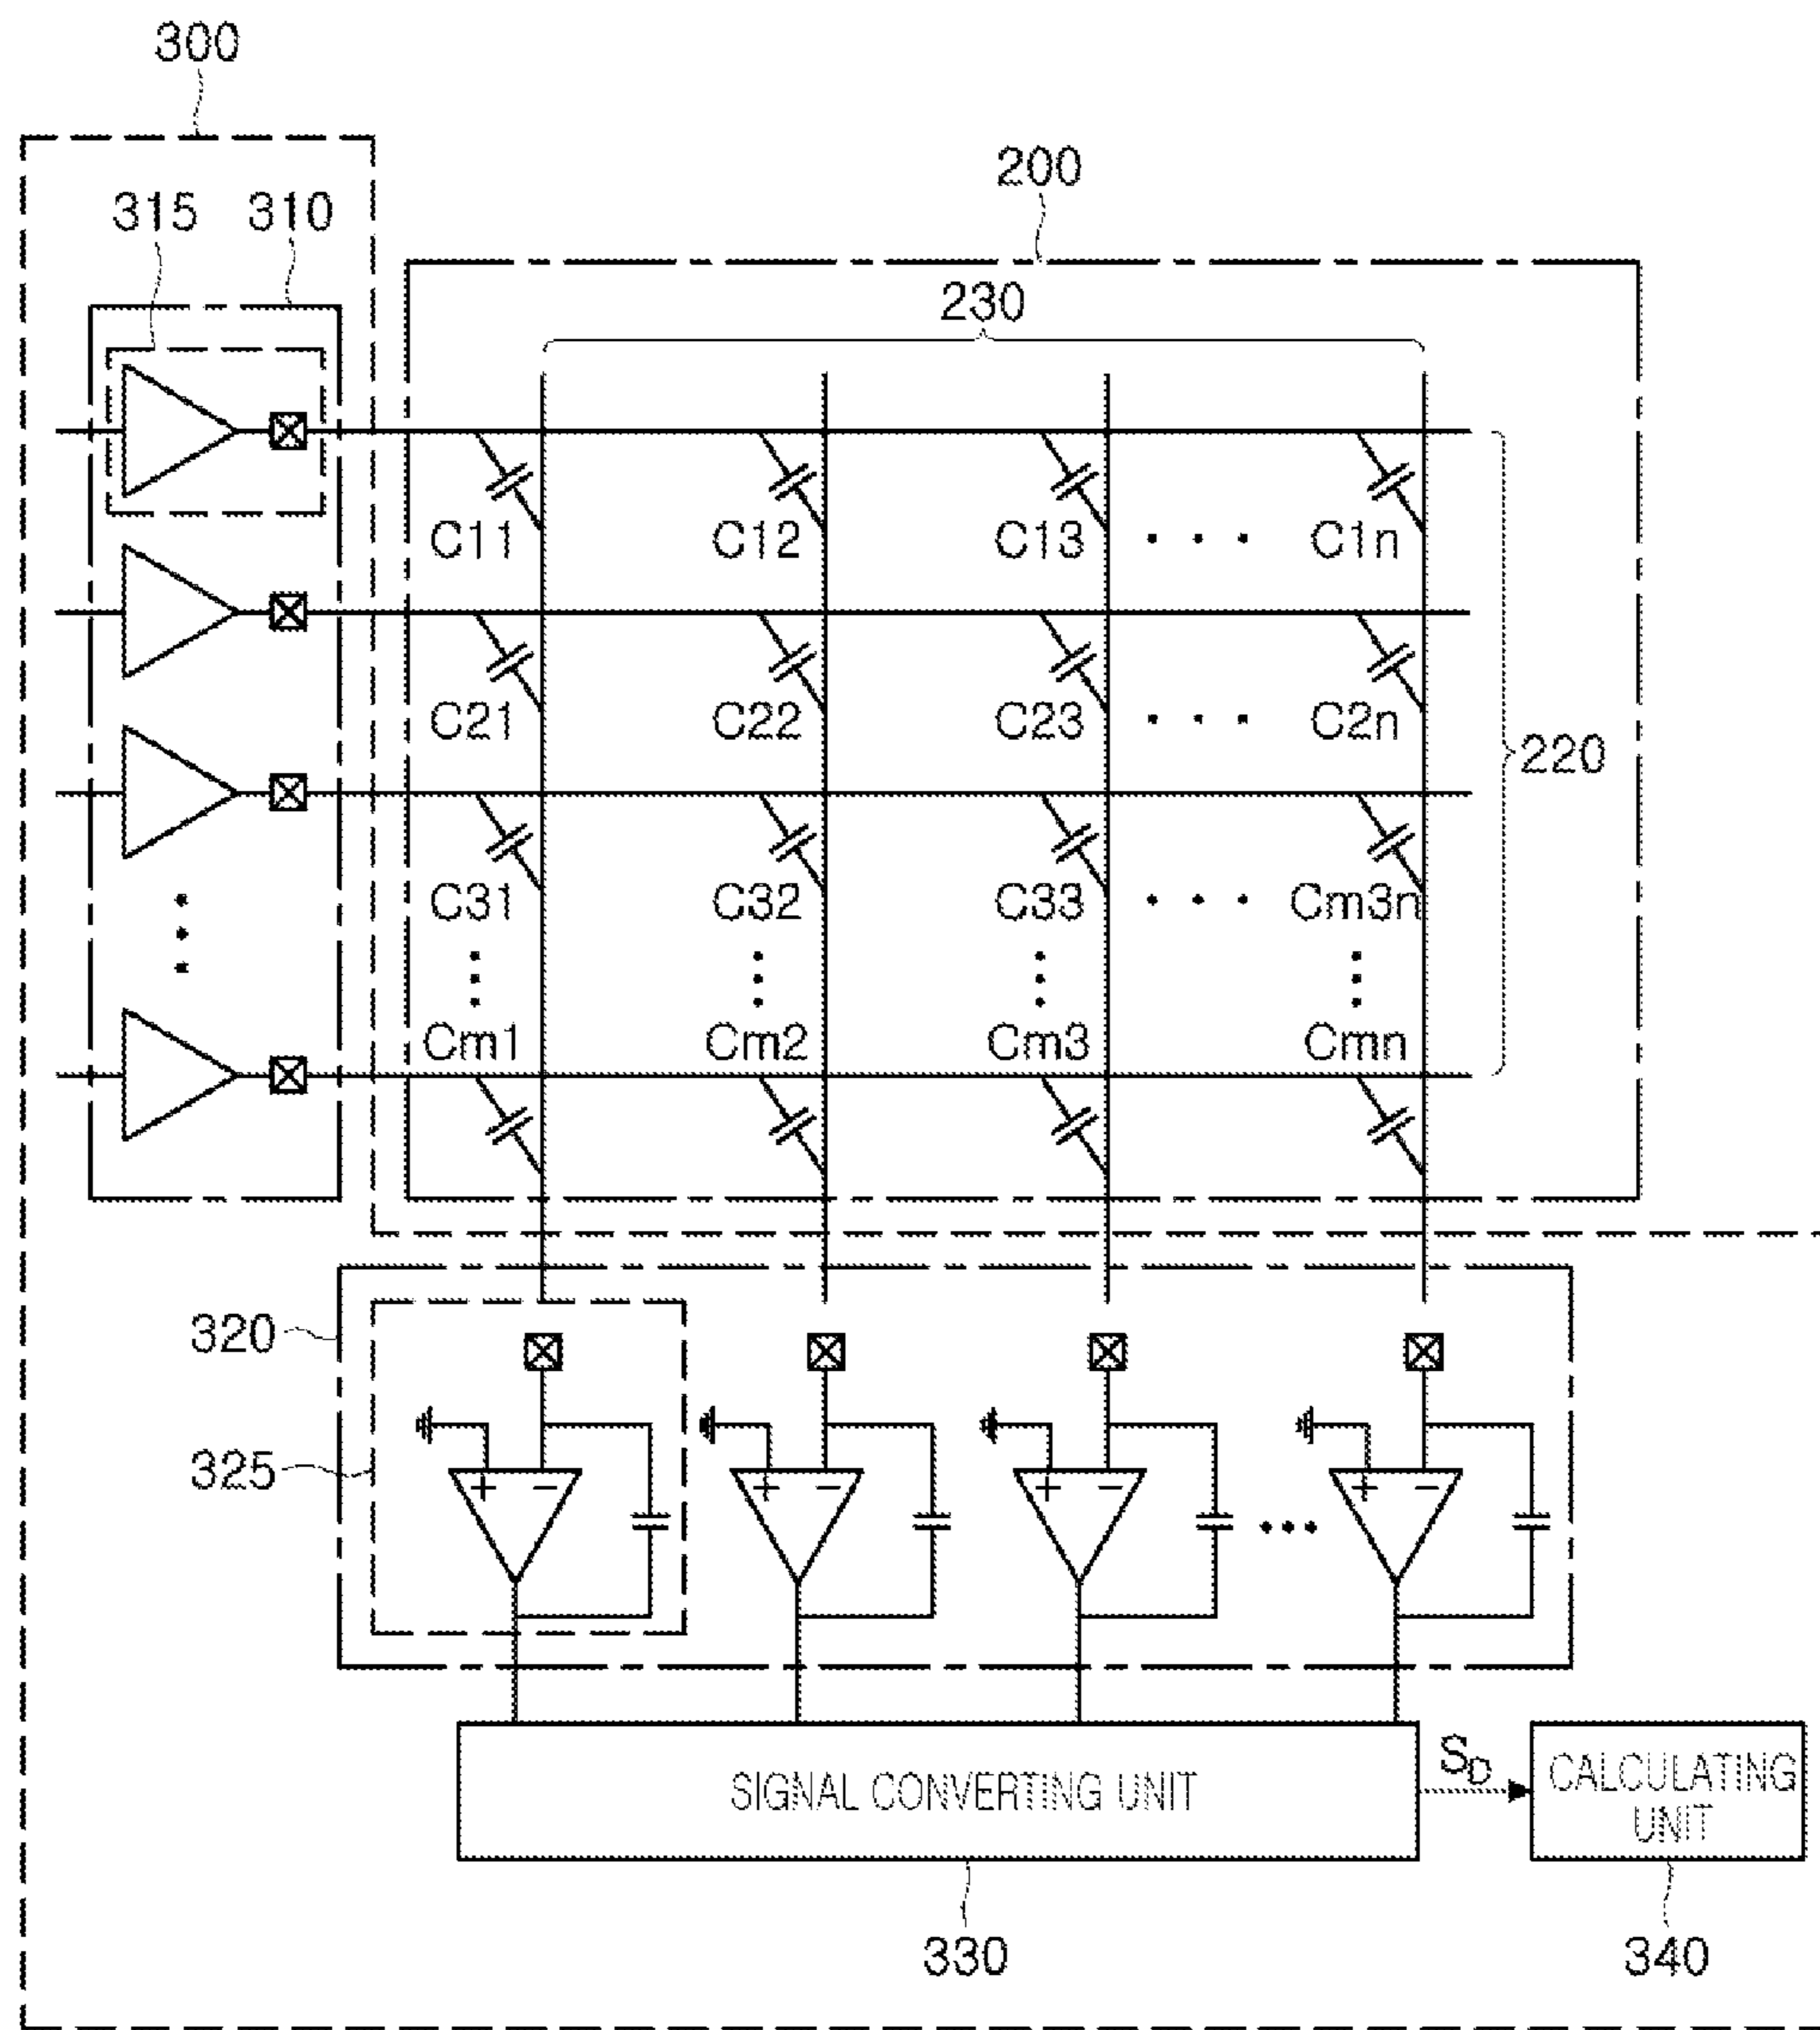 300
200
315 310
230
C11 C12 C13 ... C1n
C21 C22 C23 ... C2n
220
C31 C32 C33 ... Cm3n
Cm1 Cm2 Cm3 Cmn
320
325
+ − + − + − ... + −
SIGNAL CONVERTING UNIT
SD
CALCULATING
UNIT
330
340